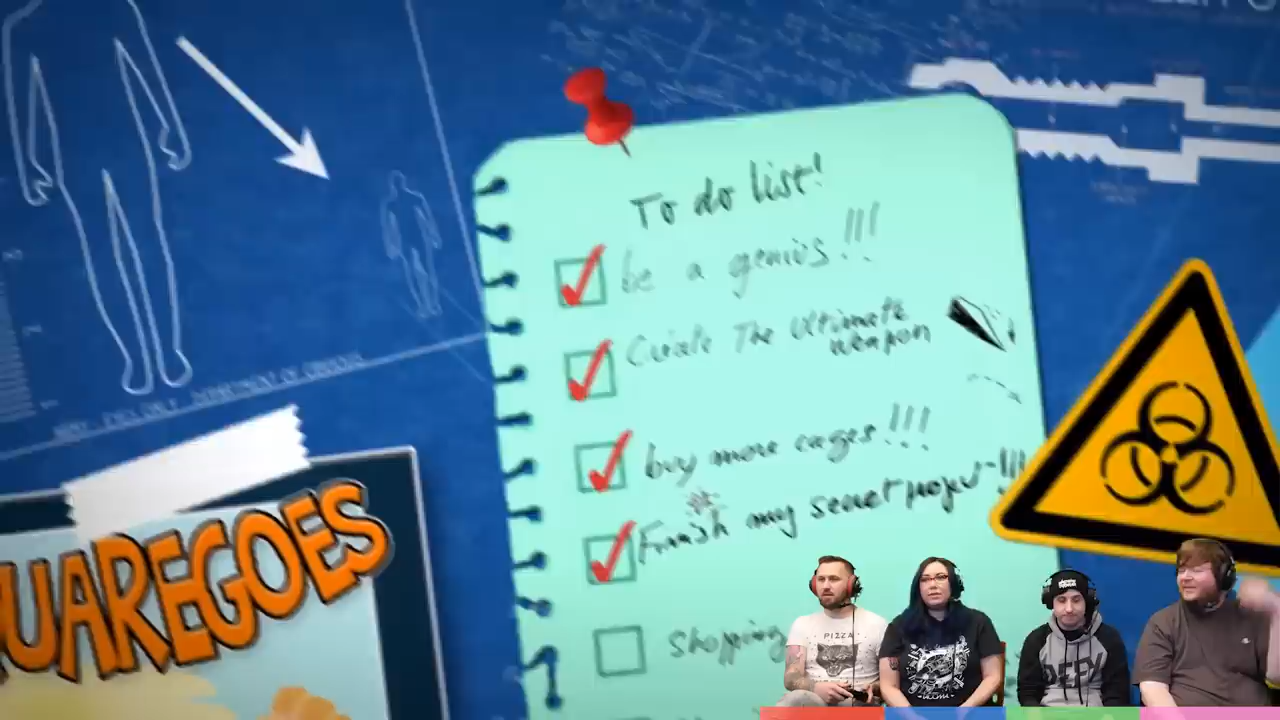 To do list!
be a genius!!!
Create The Ultimate
weapon
buy more cages!!!
Finish my secret project!!!
Shopping
UAREGOES
PIZZA
DEFY